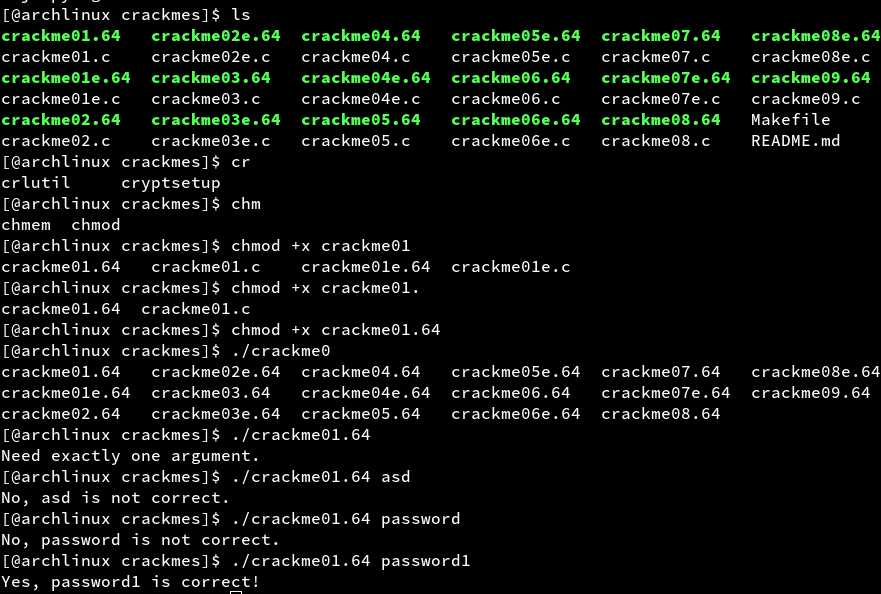 [@archlinux crackmes]$ ls
crackme01.64   crackme02e.64  crackme04.64   crackme05e.64  crackme07.64   crackme08e.64
crackme01.c    crackme02e.c   crackme04.c    crackme05e.c   crackme07.c    crackme08e.c
crackme01e.64  crackme03.64   crackme04e.64  crackme06.64   crackme07e.64  crackme09.64
crackme01e.c   crackme03.c    crackme04e.c   crackme06.c    crackme07e.c   crackme09.c
crackme02.64   crackme03e.64  crackme05.64   crackme06e.64  crackme08.64   Makefile
crackme02.c    crackme03e.c   crackme05.c    crackme06e.c   crackme08.c    README.md
[@archlinux crackmes]$ cr
crlutil     cryptsetup
[@archlinux crackmes]$ chm
chmem  chmod
[@archlinux crackmes]$ chmod +x crackme01
crackme01.64   crackme01.c    crackme01e.64  crackme01e.c
[@archlinux crackmes]$ chmod +x crackme01.
crackme01.64  crackme01.c
[@archlinux crackmes]$ chmod +x crackme01.64
[@archlinux crackmes]$ ./crackme0
crackme01.64   crackme02e.64  crackme04.64   crackme05e.64  crackme07.64   crackme08e.64
crackme01e.64  crackme03.64   crackme04e.64  crackme06.64   crackme07e.64  crackme09.64
crackme02.64   crackme03e.64  crackme05.64   crackme06e.64  crackme08.64
[@archlinux crackmes]$ ./crackme01.64
Need exactly one argument.
[@archlinux crackmes]$ ./crackme01.64 asd
No, asd is not correct.
[@archlinux crackmes]$ ./crackme01.64 password
No, password is not correct.
[@archlinux crackmes]$ ./crackme01.64 password1
Yes, password1 is correct!